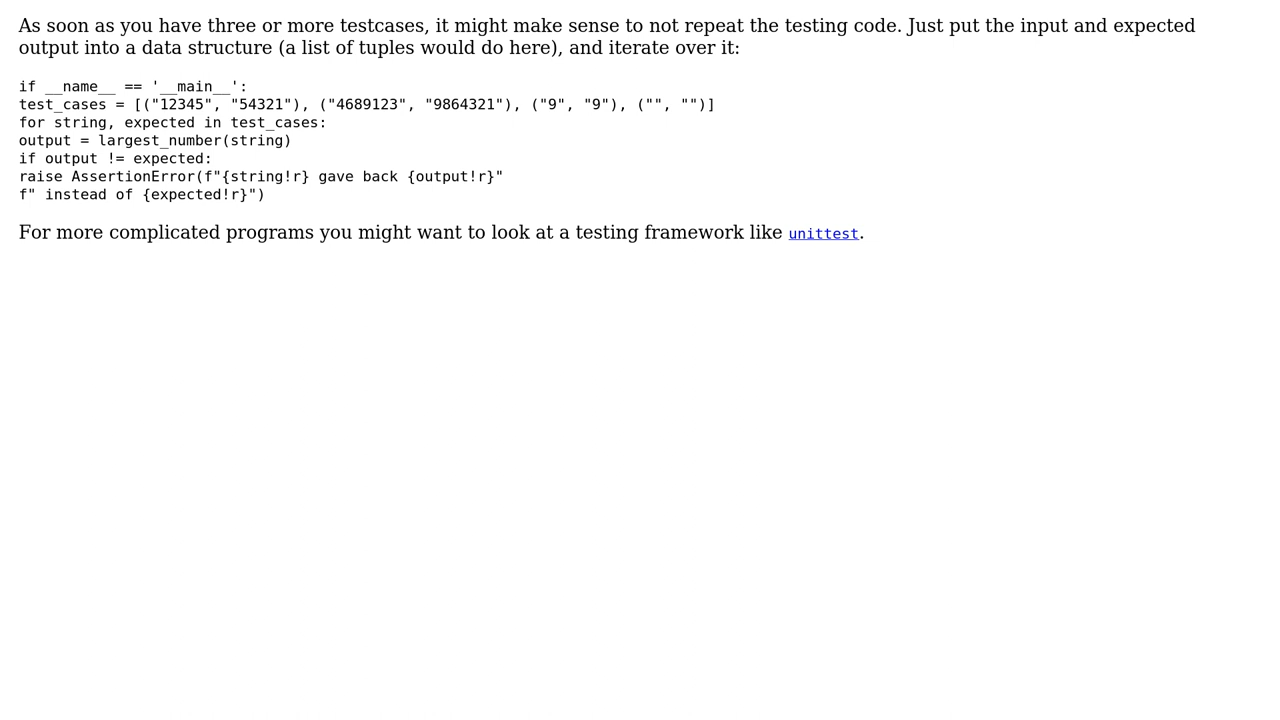 As soon as you have three or more testcases, it might make sense to not repeat the testing code. Just put the input and expected
output into a data structure (a list of tuples would do here), and iterate over it:
if __name__ == '__main__':
test_cases = [("12345", "54321"), ("4689123", "9864321"), ("9", "9"), ("", "")]
for string, expected in test_cases:
output = largest_number(string)
if output != expected:
raise AssertionError(f"{string!r} gave back {output!r}"
f" instead of {expected!r}")
For more complicated programs you might want to look at a testing framework like unittest.